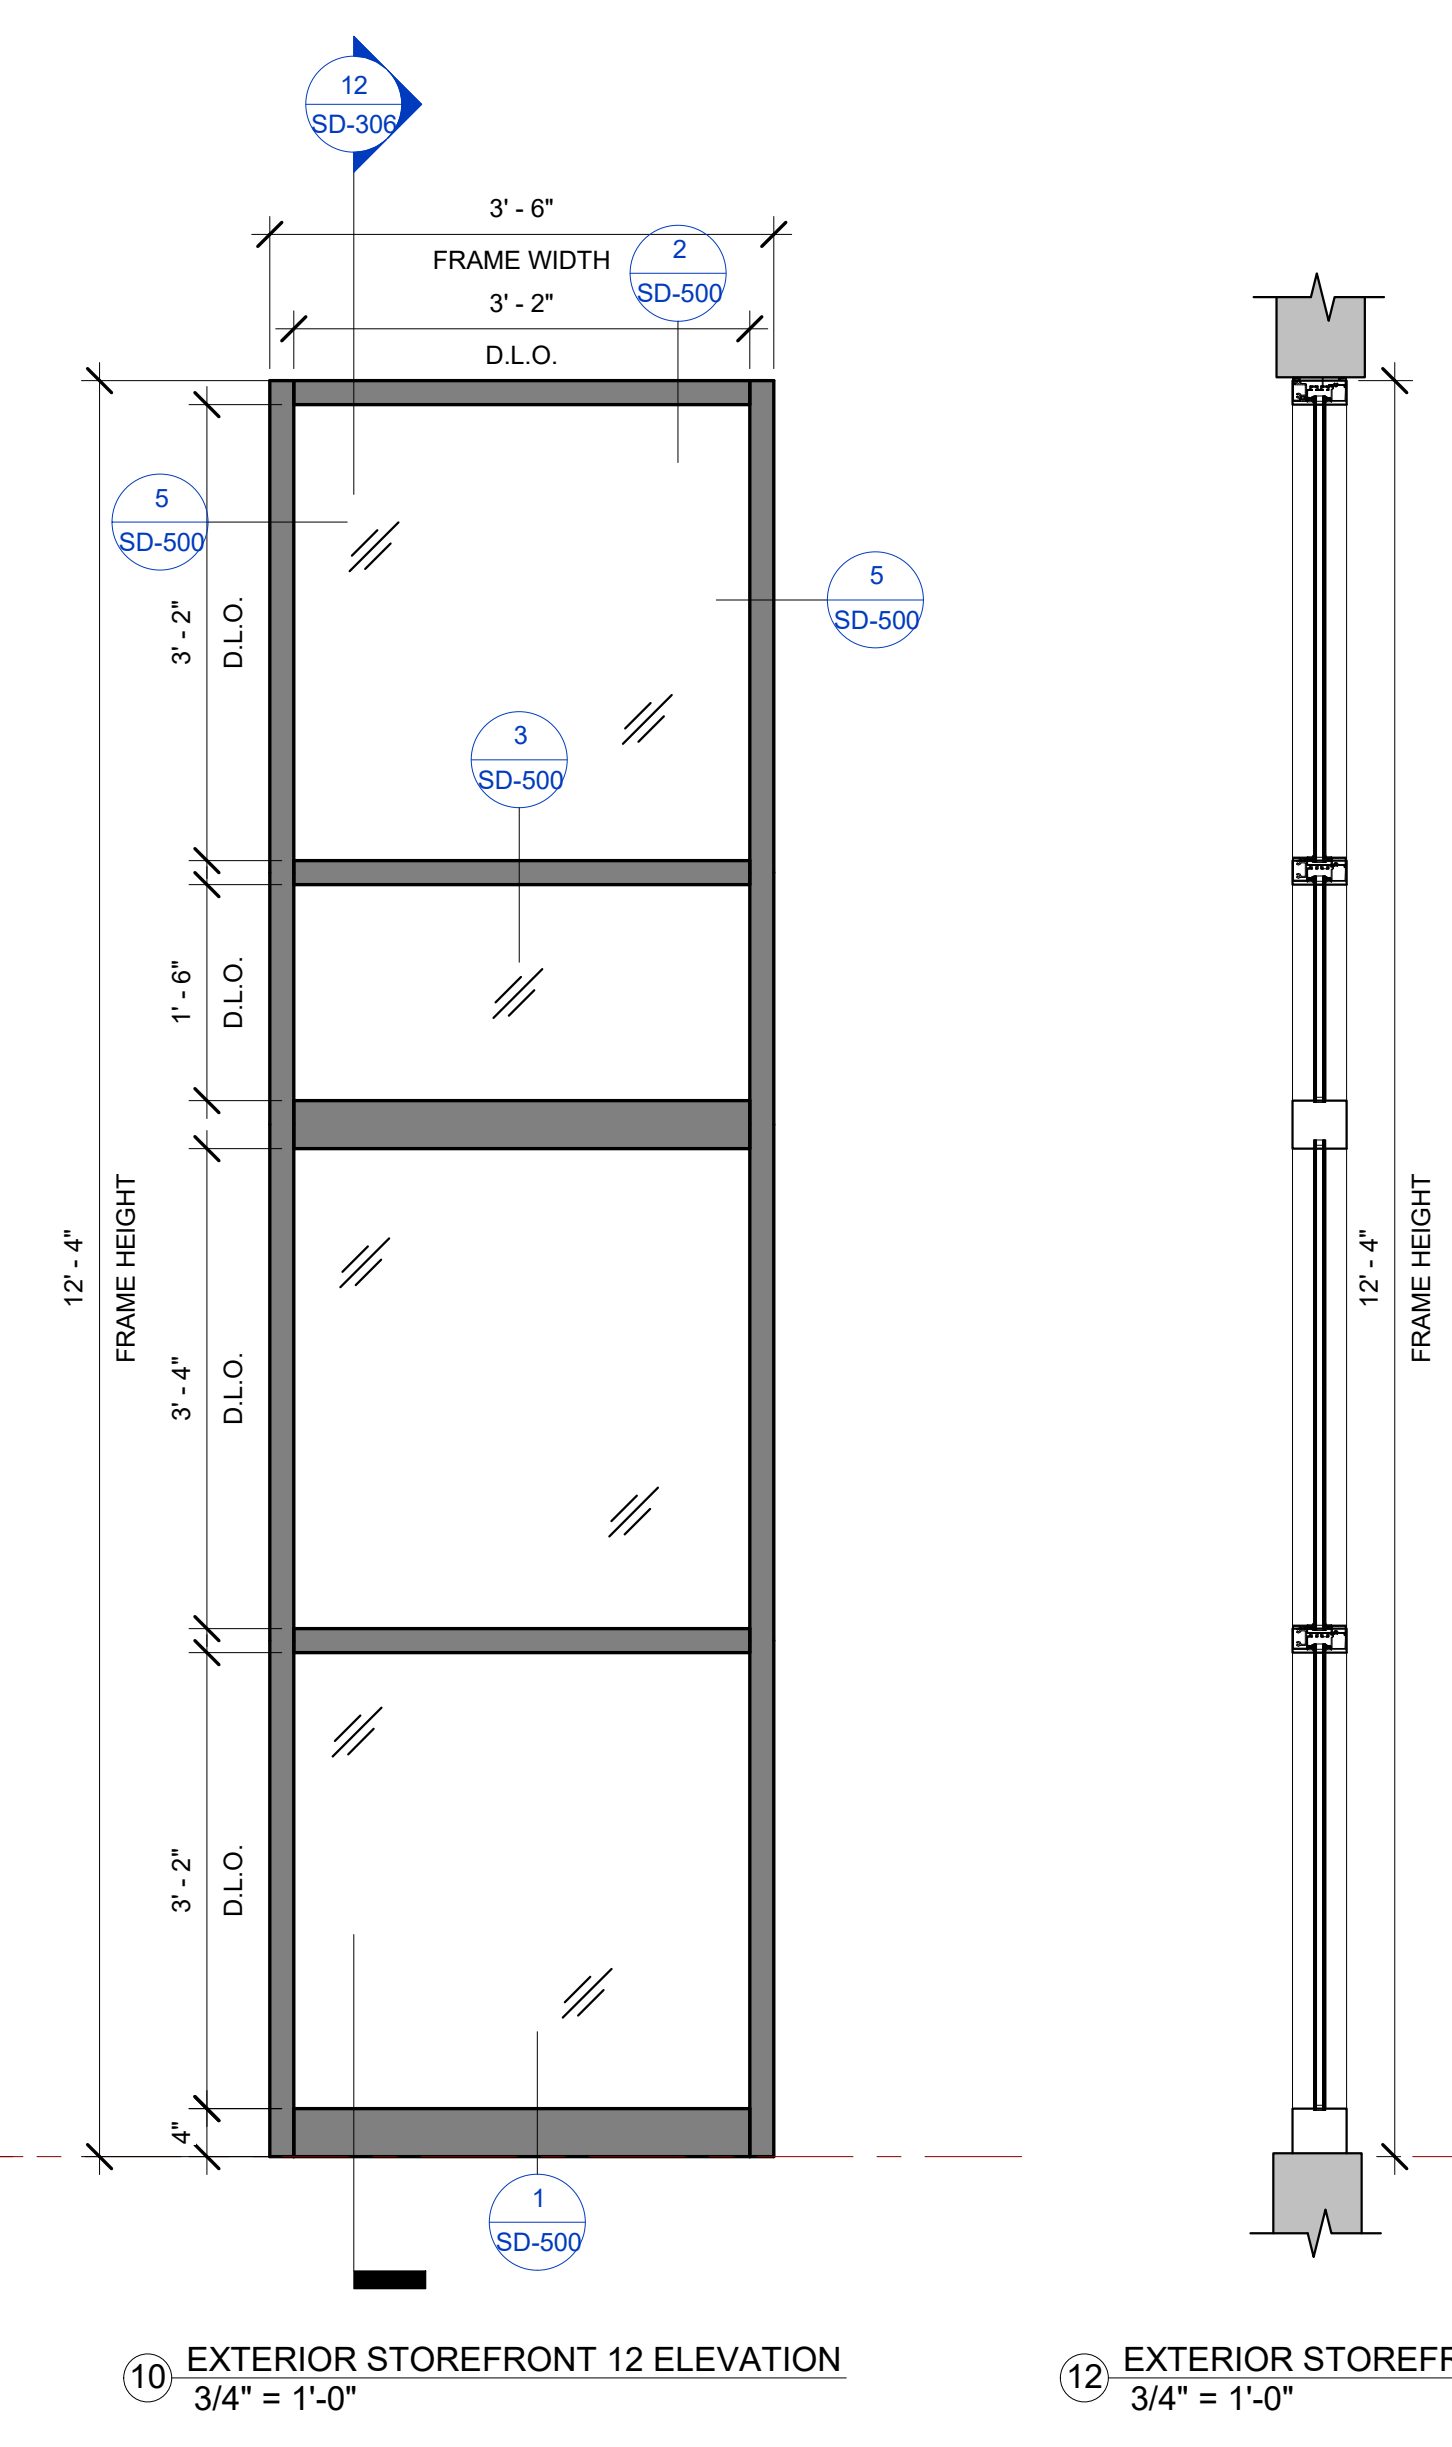 12
SD-306
3' - 6"
FRAME WIDTH
2
SD-500
3' - 2"
D.L.O.
5
SD-500
3' - 2"
D.L.O.
5
SD-500
3
SD-500
1' - 6"
D.L.O.
12' - 4"
FRAME HEIGHT
3' - 4"
D.L.O.
12' - 4"
FRAME HEIGHT
3' - 2"
D.L.O.
4"
1
SD-500
10
EXTERIOR STOREFRONT 12 ELEVATION
3/4" = 1'-0"
12
EXTERIOR STOREFR
3/4" = 1'-0"